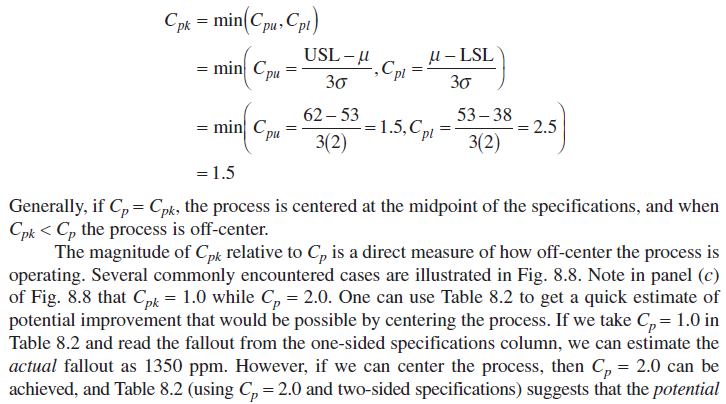 C_pk = min(C_pu, C_pl)
= min(C_pu = (USL – μ)/3σ, C_pl = (μ – LSL)/3σ)
= min(C_pu = (62 – 53)/3(2) = 1.5, C_pl = (53 – 38)/3(2) = 2.5)
= 1.5
Generally, if C_p = C_pk, the process is centered at the midpoint of the specifications, and when
C_pk < C_p the process is off-center.
The magnitude of C_pk relative to C_p is a direct measure of how off-center the process is
operating. Several commonly encountered cases are illustrated in Fig. 8.8. Note in panel (c)
of Fig. 8.8 that C_pk = 1.0 while C_p = 2.0. One can use Table 8.2 to get a quick estimate of
potential improvement that would be possible by centering the process. If we take C_p = 1.0 in
Table 8.2 and read the fallout from the one-sided specifications column, we can estimate the
actual fallout as 1350 ppm. However, if we can center the process, then C_p = 2.0 can be
achieved, and Table 8.2 (using C_p = 2.0 and two-sided specifications) suggests that the potential